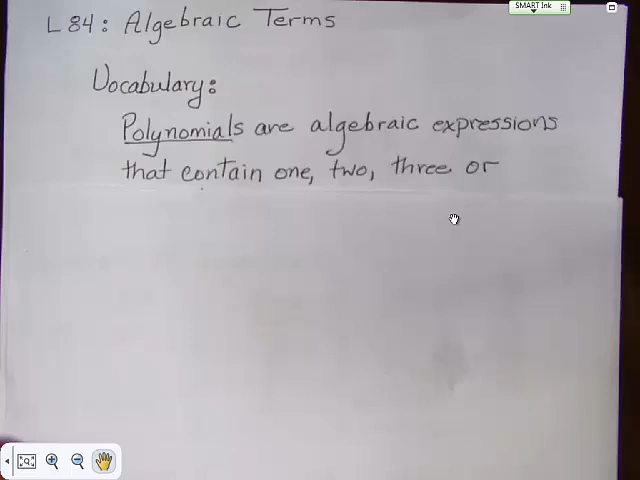 SMART Ink
L 84: Algebraic Terms
Vocabulary:
Polynomials are algebraic expressions
that contain one, two, three or